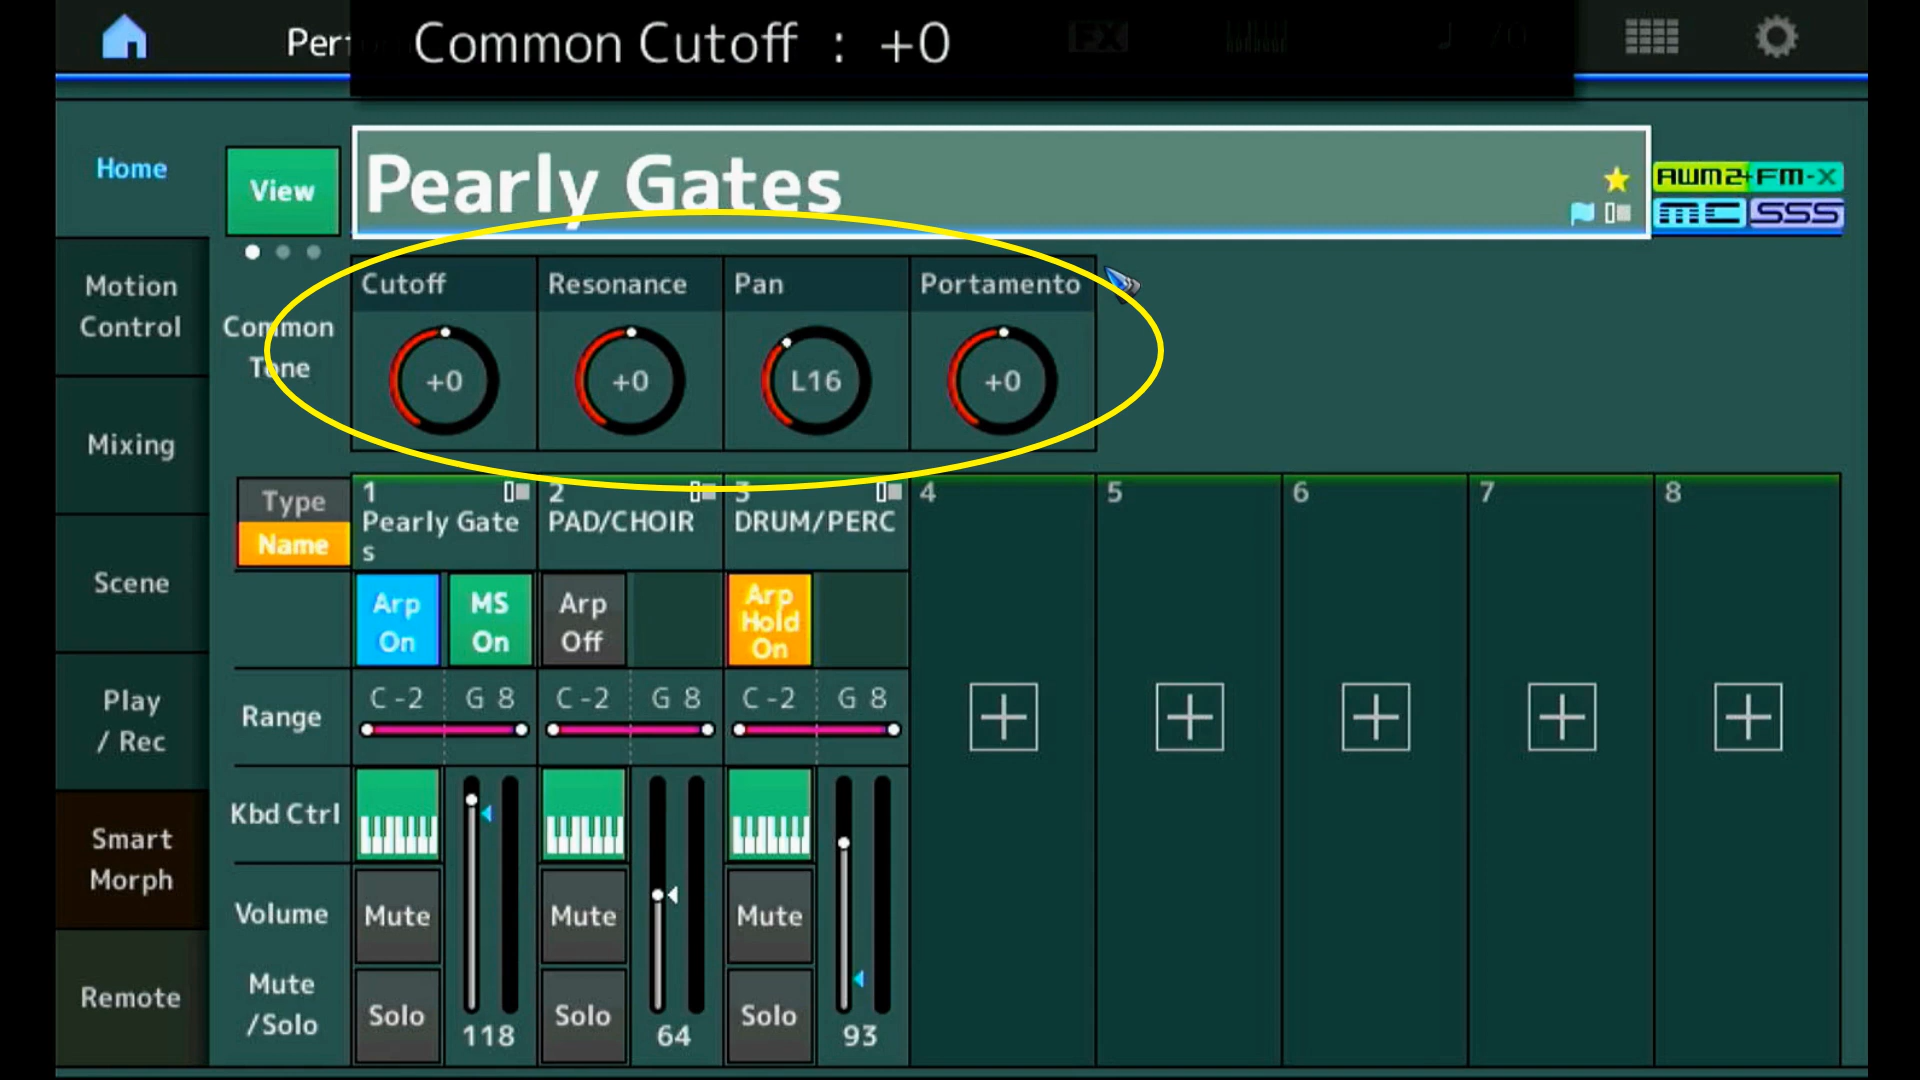 Per
Common Cutoff : +0
FX
70
Home
View
Pearly Gates
AWM2+FM-X
MC SSS
Motion
Control
Common
Tone
Cutoff
+0
Resonance
+0
Pan
L16
Portamento
+0
Mixing
Scene
Play
/ Rec
Smart
Morph
Remote
Type
Name
1
Pearly Gate
s
2
PAD/CHOIR
3
DRUM/PERC
4
5
6
7
8
Arp
On
MS
On
Arp
Off
Arp
Hold
On
Range
C -2 G 8
C -2 G 8
C -2 G 8
Kbd Ctrl
Volume
Mute
Mute
Mute
Mute
/Solo
Solo
118
Solo
64
Solo
93